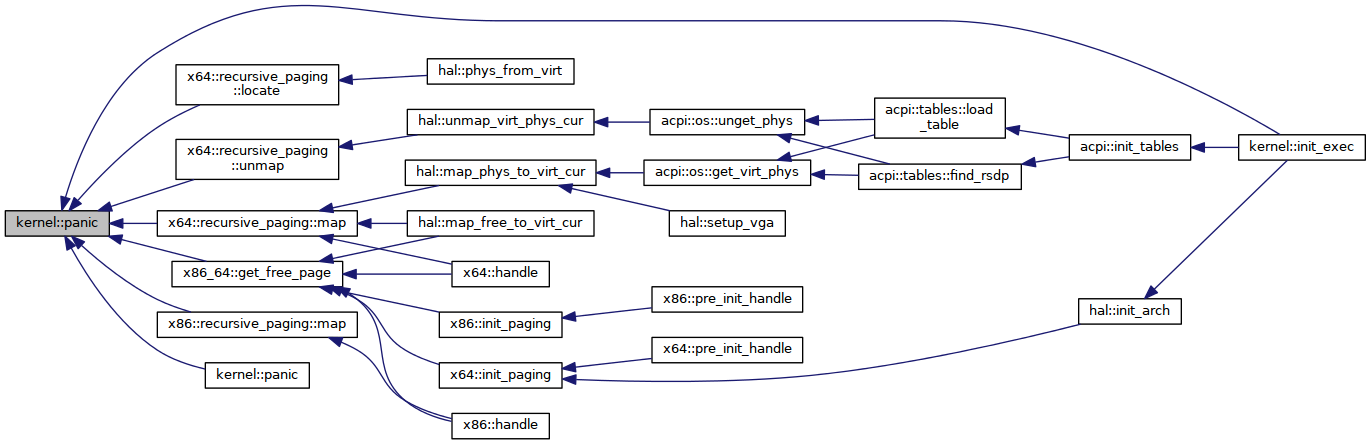 kernel::panic
x64::recursive_paging
::locate
x64::recursive_paging
::unmap
x64::recursive_paging::map
x86_64::get_free_page
x86::recursive_paging::map
kernel::panic
hal::phys_from_virt
hal::unmap_virt_phys_cur
hal::map_phys_to_virt_cur
hal::map_free_to_virt_cur
x64::handle
x86::init_paging
x64::init_paging
x86::handle
acpi::os::unget_phys
acpi::os::get_virt_phys
hal::setup_vga
x86::pre_init_handle
x64::pre_init_handle
acpi::tables::load
_table
acpi::tables::find_rsdp
acpi::init_tables
hal::init_arch
kernel::init_exec